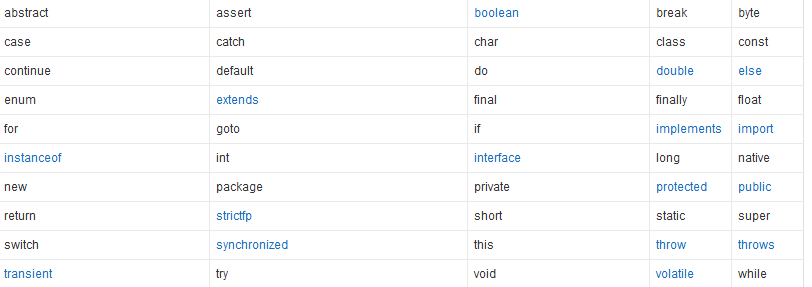 abstract assert boolean break byte
case catch char class const
continue default do double else
enum extends final finally float
for goto if implements import
instanceof int interface long native
new package private protected public
return strictfp short static super
switch synchronized this throw throws
transient try void volatile while